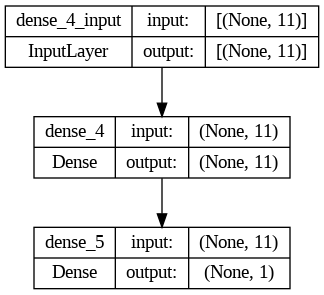 dense_4_input input: [(None, 11)]
InputLayer output: [(None, 11)]
dense_4 input: (None, 11)
Dense output: (None, 11)
dense_5 input: (None, 11)
Dense output: (None, 1)